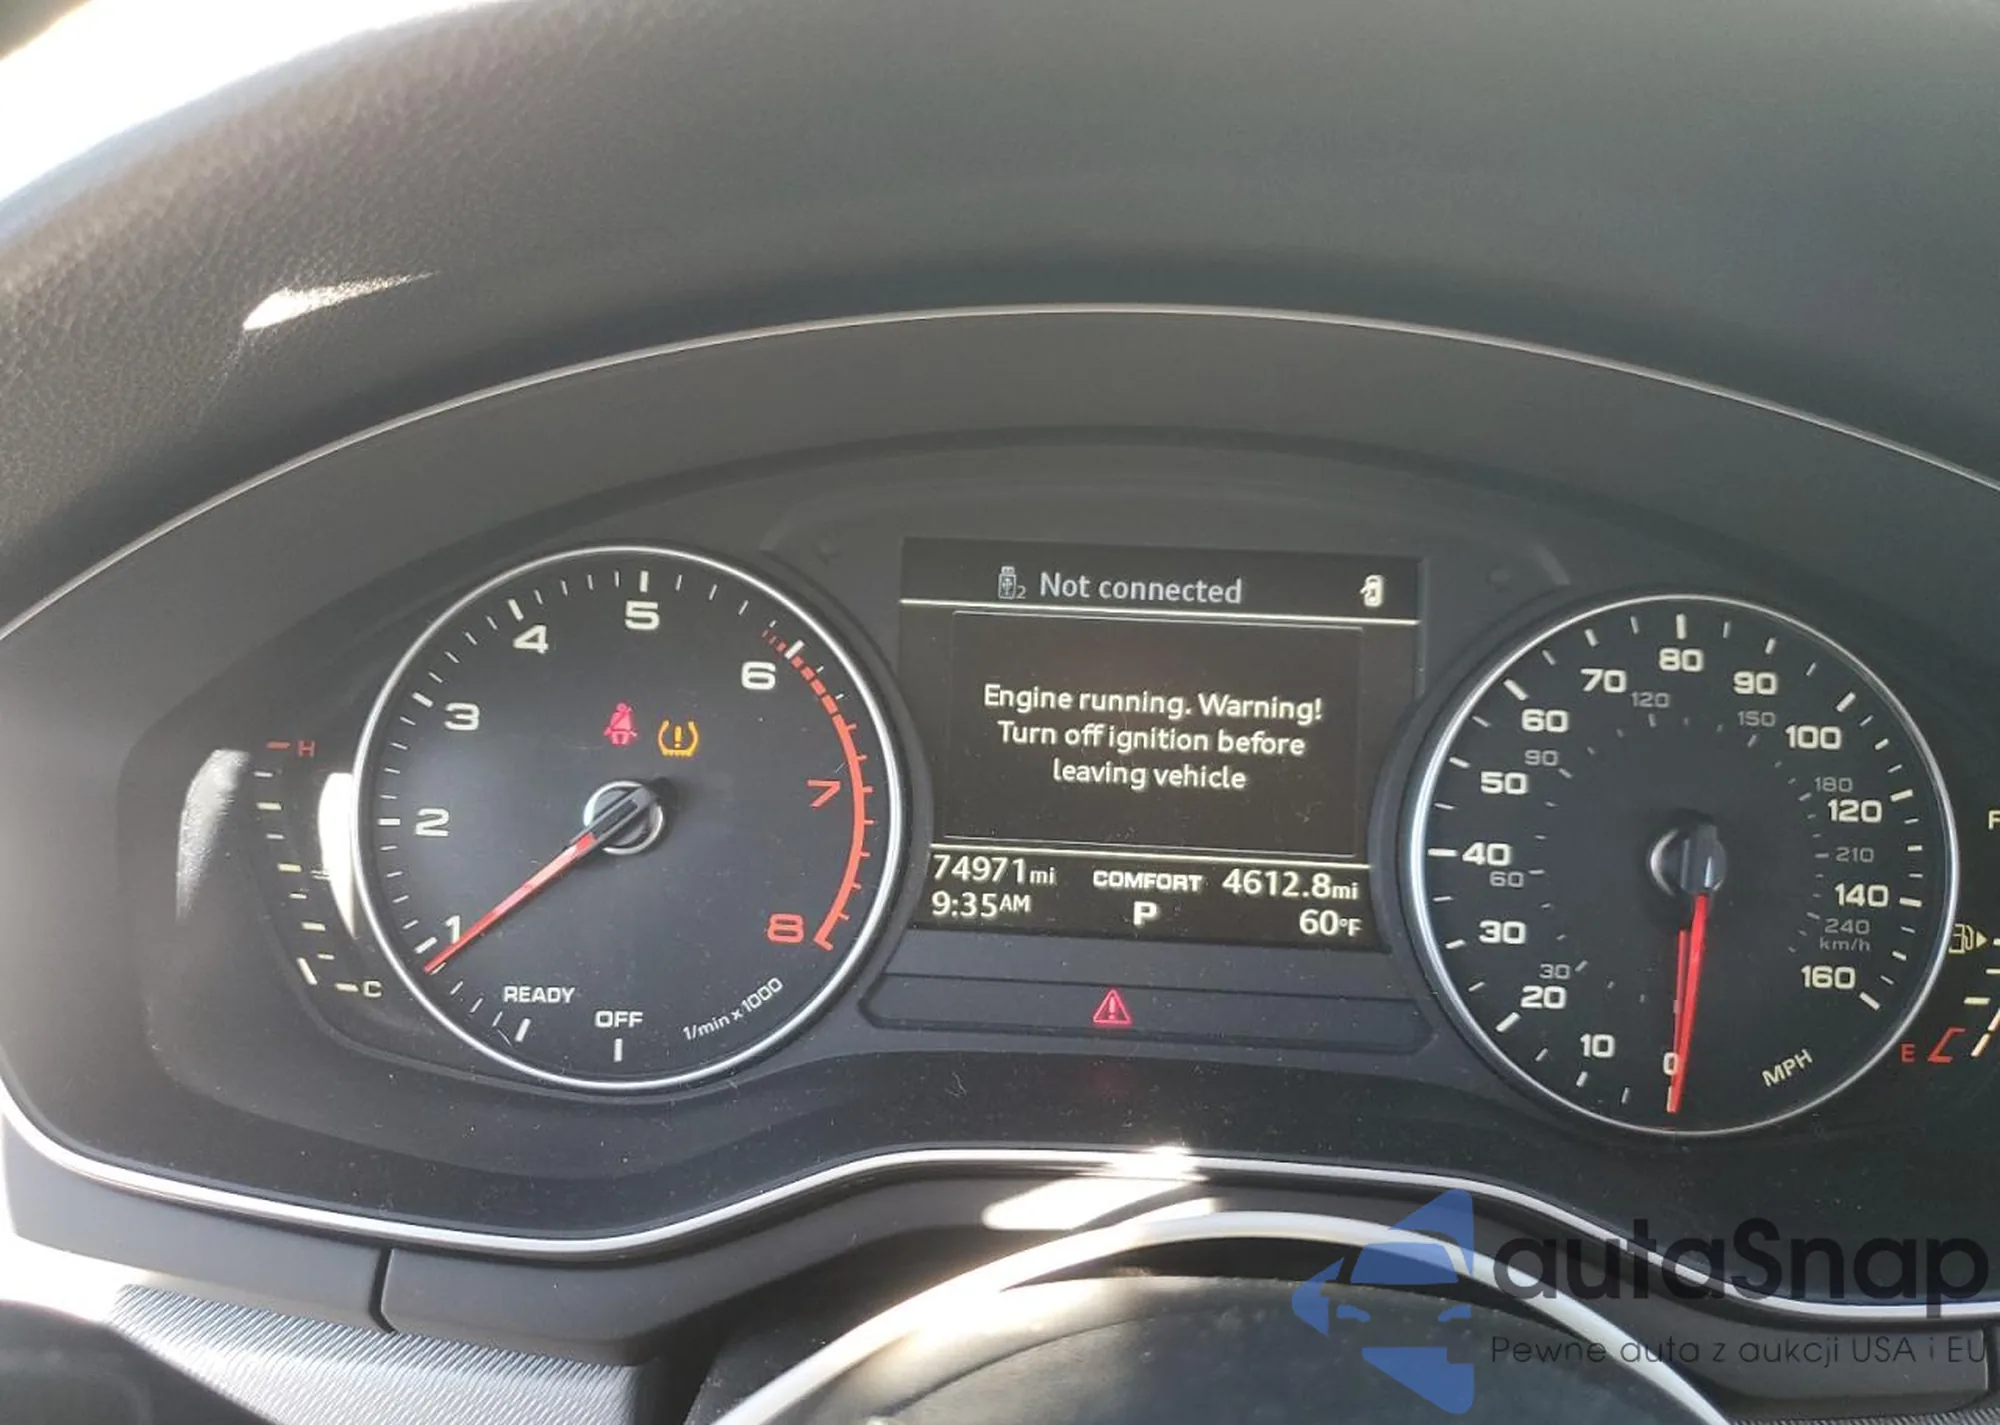 Not connected
Engine running. Warning!
Turn off ignition before
leaving vehicle
74971mi
COMFORT
4612.8mi
9:35AM
P
60°F
H
C
1
2
3
4
5
6
7
8
READY
OFF
1/min x 1000
0
10
20
30
40
50
60
70
80
90
100
120
140
160
MPH
30
60
90
120
150
180
210
240
km/h
F
E
autaSnap
Pewne auta z aukcji USA i EU